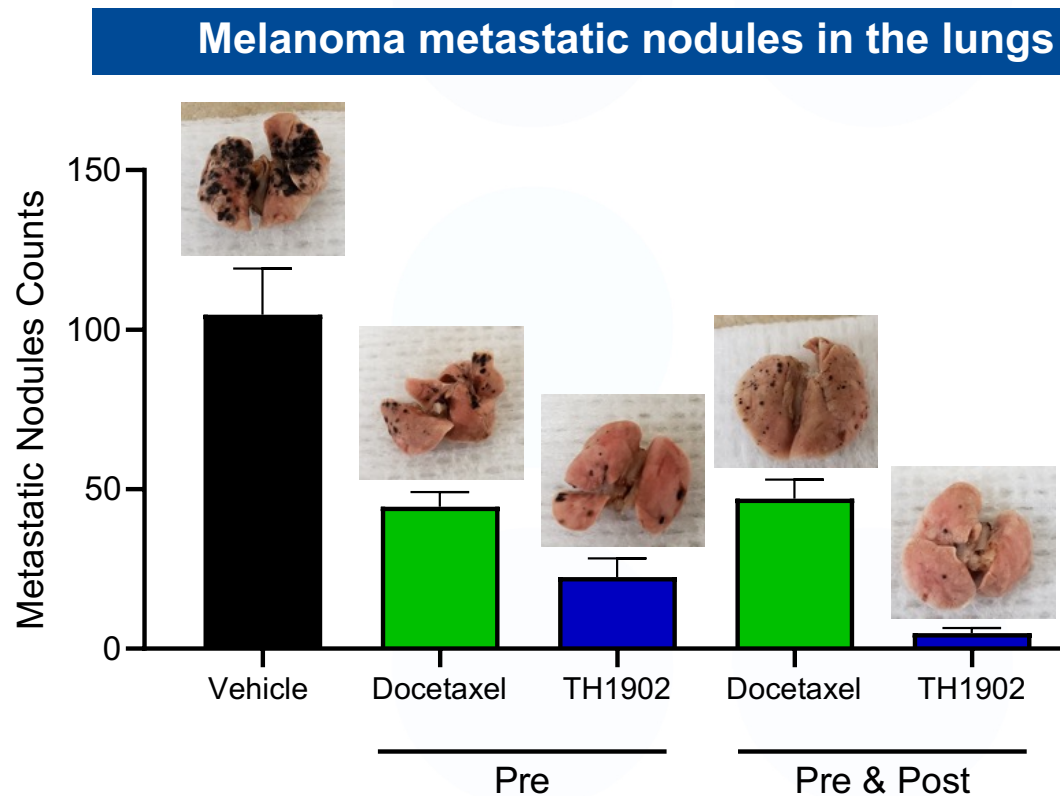 Melanoma metastatic nodules in the lungs
Metastatic Nodules Counts
150
100
50
0
Vehicle
Docetaxel
TH1902
Docetaxel
TH1902
Pre
Pre & Post